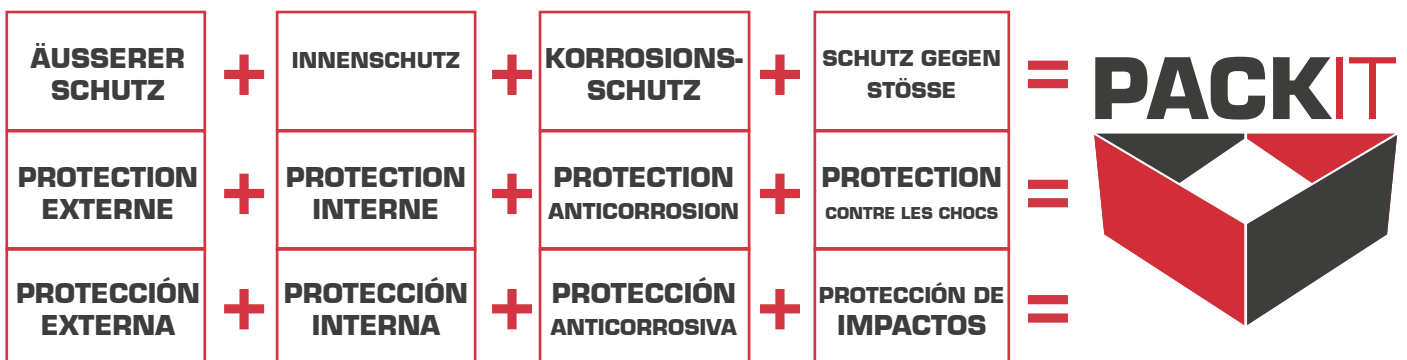 ÄUSSERER
SCHUTZ
+
INNENSCHUTZ
+
KORROSIONS-
SCHUTZ
+
SCHUTZ GEGEN
STÖSSE
=
PACKIT
PROTECTION
EXTERNE
+
PROTECTION
INTERNE
+
PROTECTION
ANTICORROSION
+
PROTECTION
CONTRE LES CHOCS
=
PROTECCIÓN
EXTERNA
+
PROTECCIÓN
INTERNA
+
PROTECCIÓN
ANTICORROSIVA
+
PROTECCIÓN DE
IMPACTOS
=